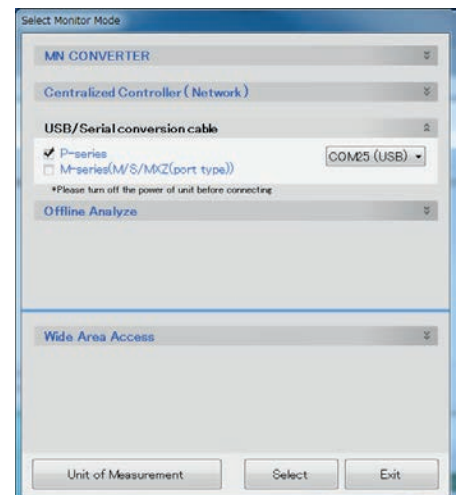 Select Monitor Mode
MN CONVERTER
Centralized Controller ( Network )
USB/Serial conversion cable
P-series
COM25 (USB)
M-series(M/S/MXZ(port type))
*Please turn off the power of unit before connecting
Offline Analyze
Wide Area Access
Unit of Measurement
Select
Exit